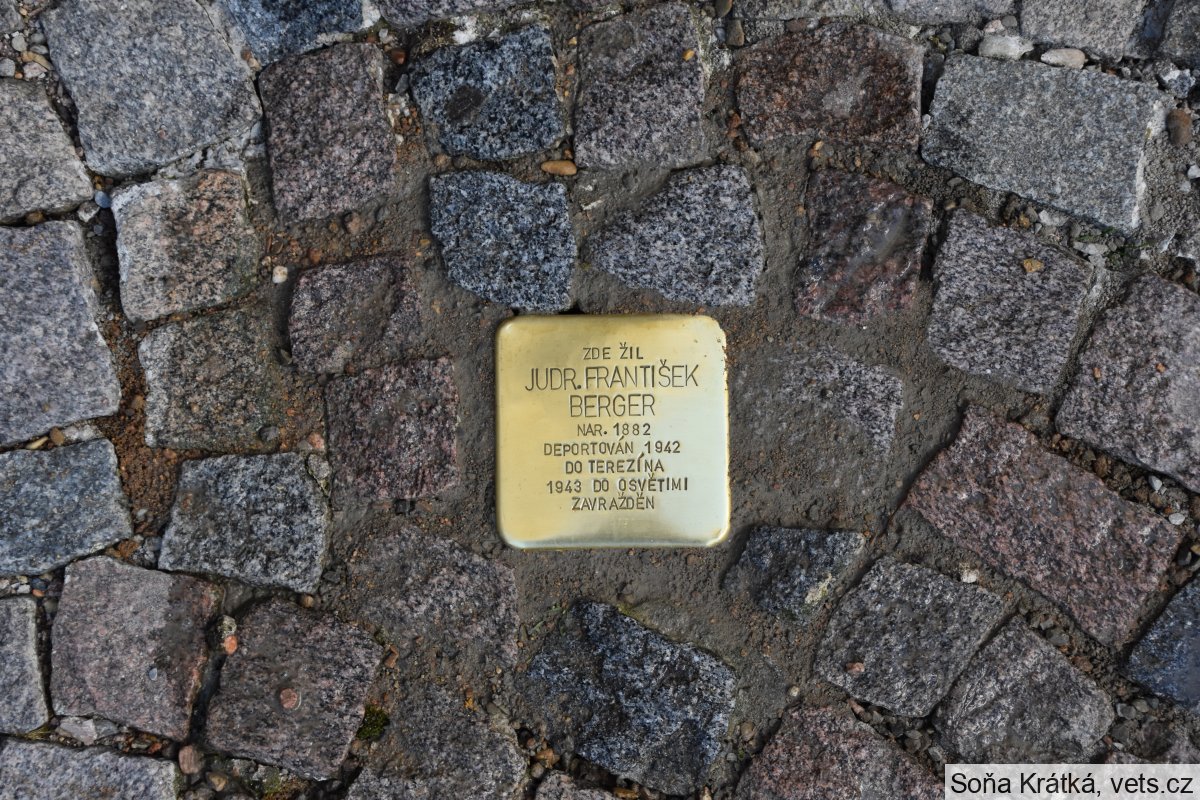 ZDE ŽIL
JUDR. FRANTIŠEK
BERGER
NAR. 1882
DEPORTOVÁN 1942
DO TEREZÍNA
1943 DO OSVĚTIMI
ZAVRAŽDĚN
Soňa Krátká, vets.cz